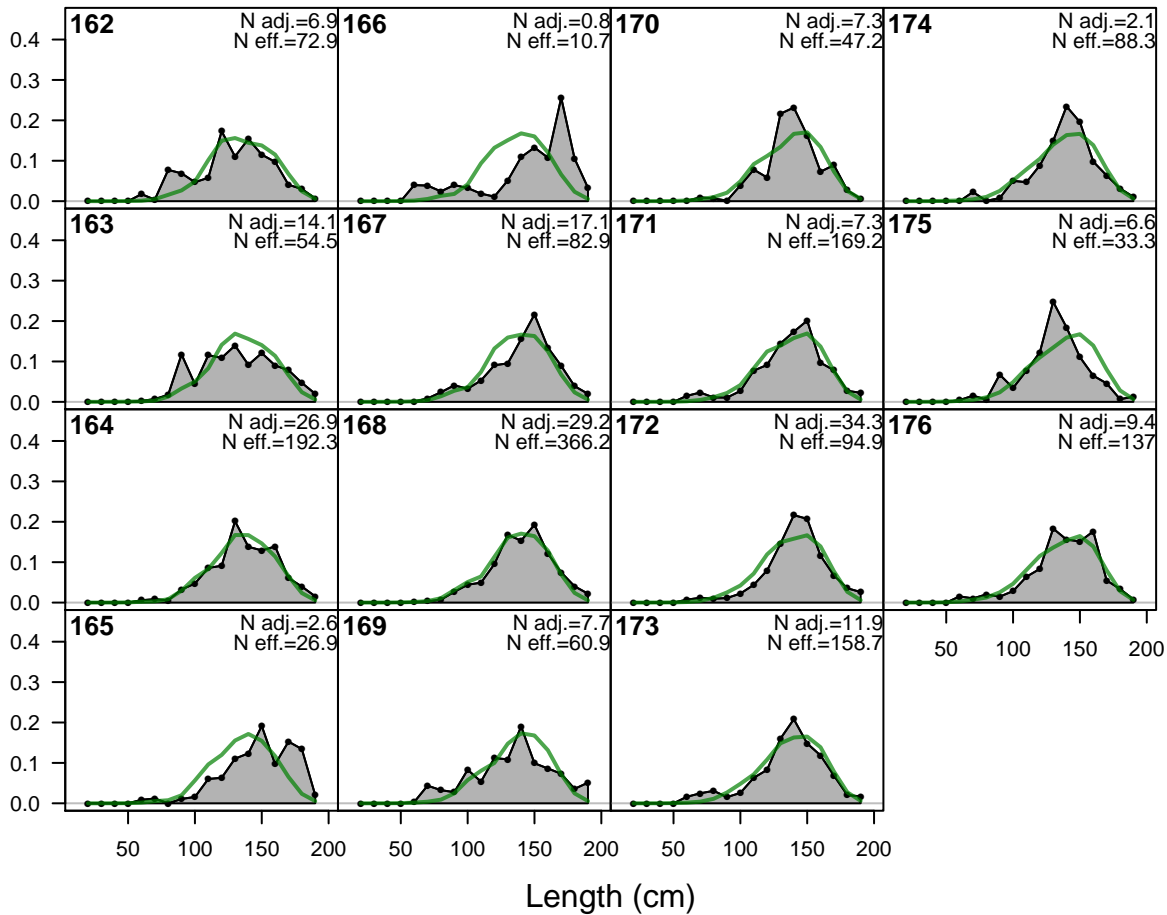 162 N adj.=6.9 166 N adj.=0.8 170 N adj.=7.3 174 N adj.=2.1
N eff.=72.9 N eff.=10.7 N eff.=47.2 N eff.=88.3
0.4
0.3
0.2
0.1
0.0
163 N adj.=14.1 167 N adj.=17.1 171 N adj.=7.3 175 N adj.=6.6
N eff.=54.5 N eff.=82.9 N eff.=169.2 N eff.=33.3
0.4
0.3
0.2
0.1
0.0
164 N adj.=26.9 168 N adj.=29.2 172 N adj.=34.3 176 N adj.=9.4
N eff.=192.3 N eff.=366.2 N eff.=94.9 N eff.=137
0.4
0.3
0.2
0.1
0.0
165 N adj.=2.6 169 N adj.=7.7 173 N adj.=11.9 50 100 150 200
N eff.=26.9 N eff.=60.9 N eff.=158.7
0.4
0.3
0.2
0.1
0.0
50 100 150 200 50 100 150 200 50 100 150 200
Length (cm)